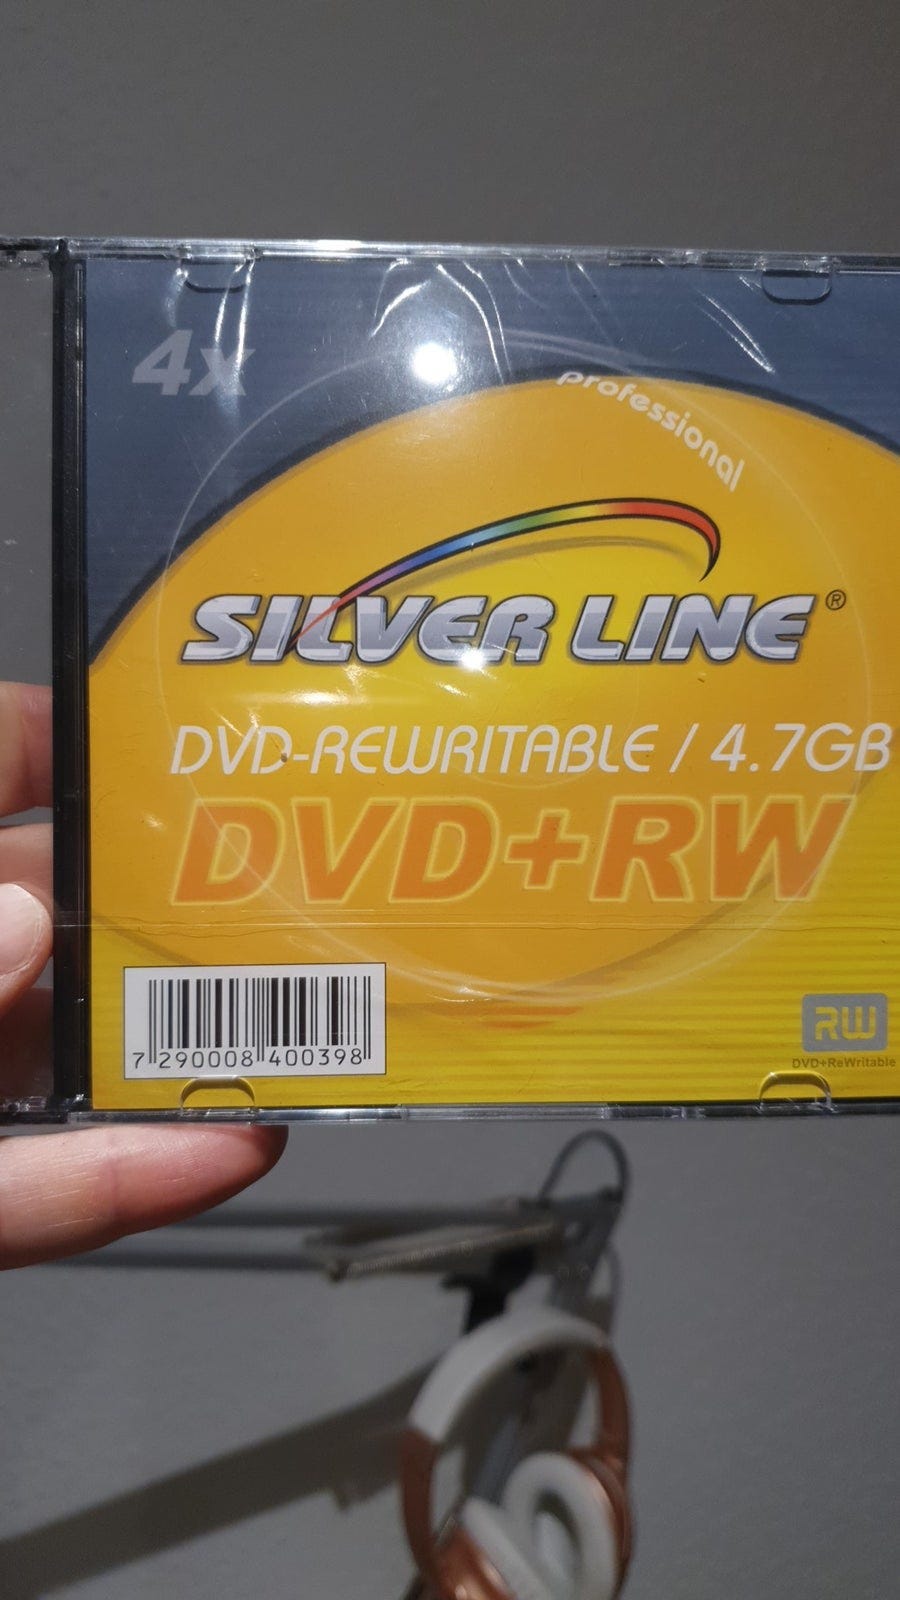 4x
professional
SILVER LINE®
DVD-REWRITABLE / 4.7GB
DVD+RW
7 290008 400398
RW
DVD+ReWritable